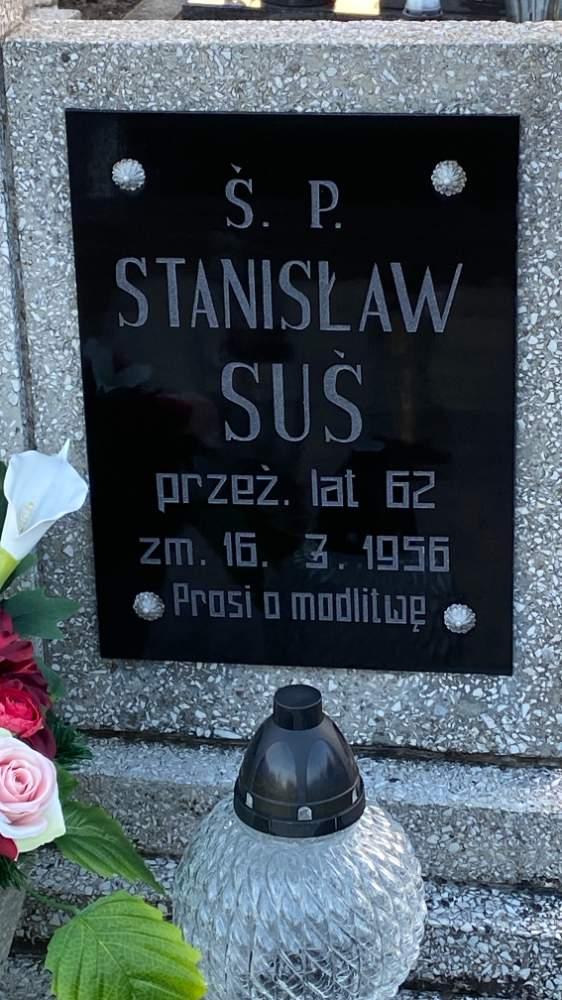 Ś. P.
STANISŁAW
SUŚ
przeż. lat 62
zm. 16. 3. 1956
Prosi o modlitwę